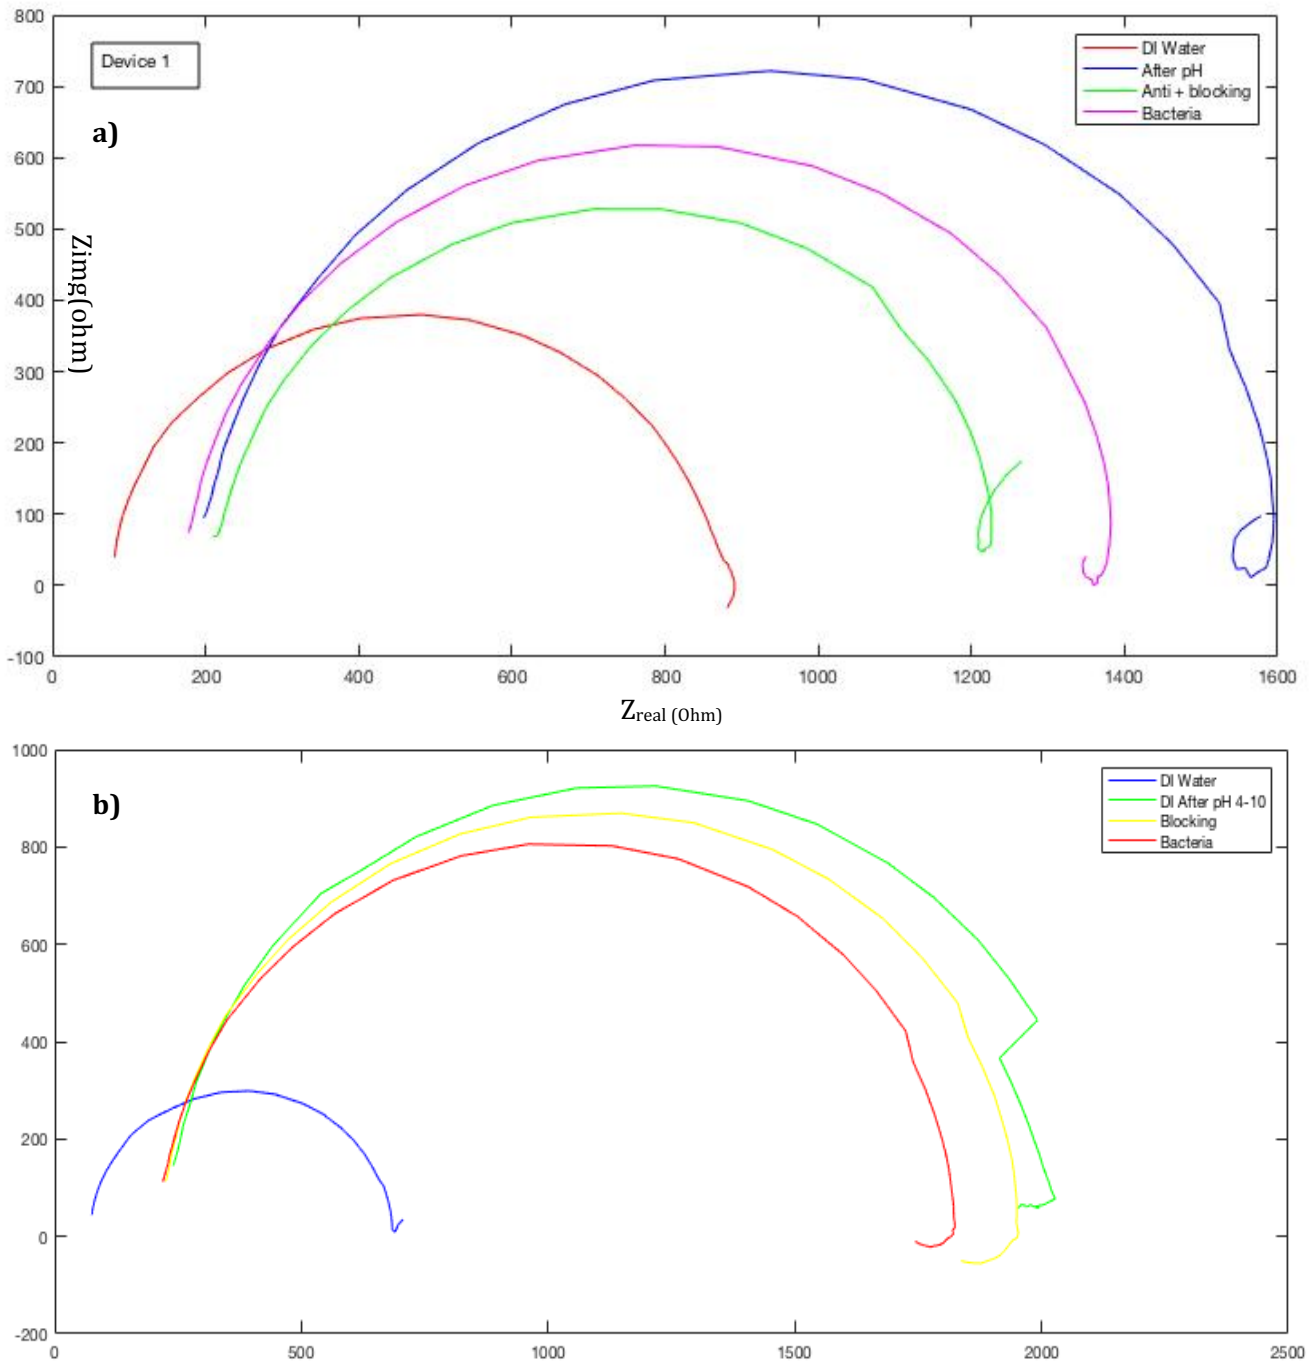 800
Device 1
DI Water
After pH
Anti + blocking
Bacteria
700
a)
600
500
Zimg(ohm)
400
300
200
100
0
-100
0 200 400 600 800 1000 1200 1400 1600
Zreal (Ohm)
1000
b)
DI Water
DI After pH 4-10
Blocking
Bacteria
800
600
400
200
0
-200
0 500 1000 1500 2000 2500